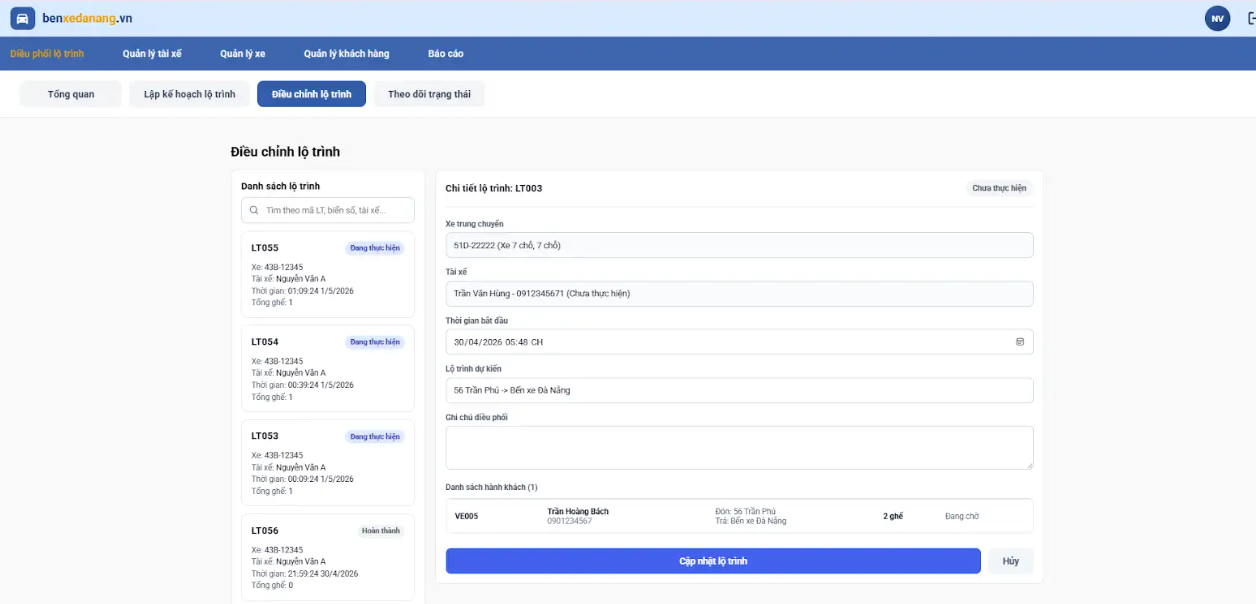 benxedanang.vn
NV
Điều phối lộ trình
Quản lý tài xế
Quản lý xe
Quản lý khách hàng
Báo cáo
Tổng quan
Lập kế hoạch lộ trình
Điều chỉnh lộ trình
Theo dõi trạng thái
Điều chỉnh lộ trình
Danh sách lộ trình
Tìm theo mã LT, biển số, tài xế...
LT055
Đang thực hiện
Xe: 43B-12345
Tài xế: Nguyễn Văn A
Thời gian: 01:09:24 1/5/2026
Tổng ghế: 1
LT054
Đang thực hiện
Xe: 43B-12345
Tài xế: Nguyễn Văn A
Thời gian: 00:39:24 1/5/2026
Tổng ghế: 1
LT053
Đang thực hiện
Xe: 43B-12345
Tài xế: Nguyễn Văn A
Thời gian: 00:09:24 1/5/2026
Tổng ghế: 1
LT056
Hoàn thành
Xe: 43B-12345
Tài xế: Nguyễn Văn A
Thời gian: 21:59:24 30/4/2026
Tổng ghế: 0
Chi tiết lộ trình: LT003
Chưa thực hiện
Xe trung chuyển
51D-22222 (Xe 7 chỗ, 7 chỗ)
Tài xế
Trần Văn Hùng - 0912345671 (Chưa thực hiện)
Thời gian bắt đầu
30/04/2026 05:48 CH
Lộ trình dự kiến
56 Trần Phú -> Bến xe Đà Nẵng
Ghi chú điều phối
Danh sách hành khách (1)
VE005
Trần Hoàng Bách
0901234567
Đón: 56 Trần Phú
Trả: Bến xe Đà Nẵng
2 ghế
Đang chờ
Cập nhật lộ trình
Hủy